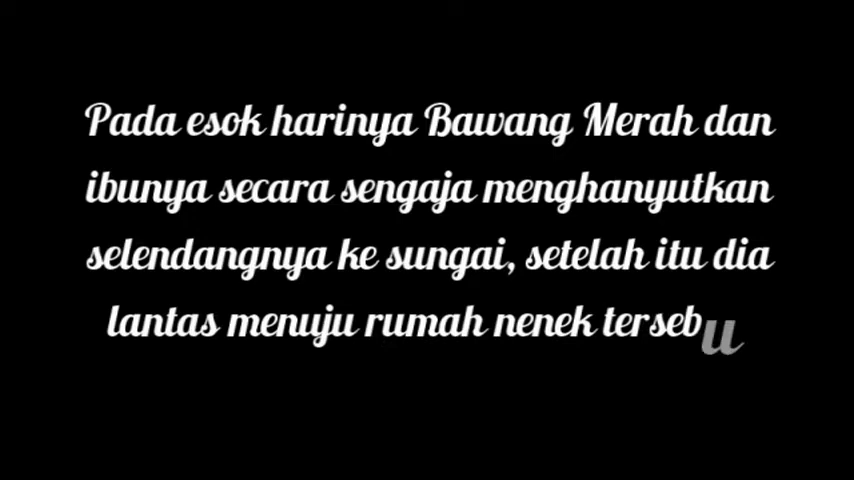 Pada esok harinya Bawang Merah dan
ibunya secara sengaja menghanyutkan
selendangnya ke sungai, setelah itu dia
lantas menuju rumah nenek tersebu